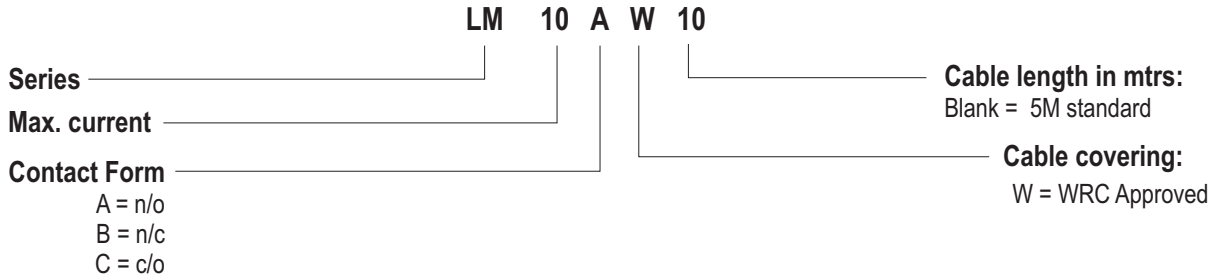 LM 10 A W 10
Series
Max. current
Contact Form
A = n/o
B = n/c
C = c/o
Cable length in mtrs:
Blank = 5M standard
Cable covering:
W = WRC Approved